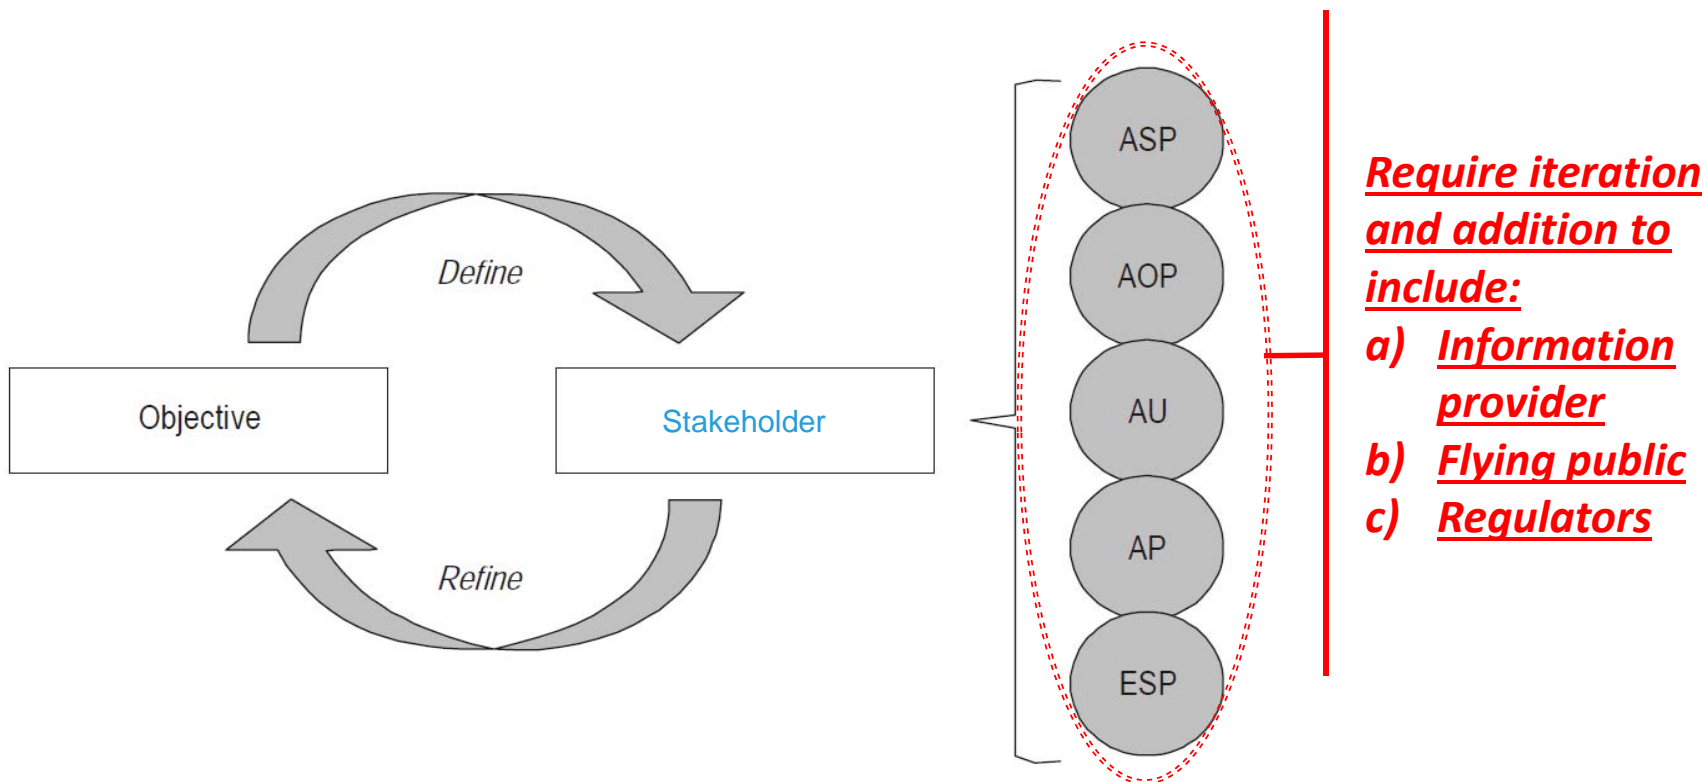 Define
Objective
Stakeholder
Refine
ASP
AOP
AU
AP
ESP
Require iteration
and addition to
include:
a) Information
provider
b) Flying public
c) Regulators